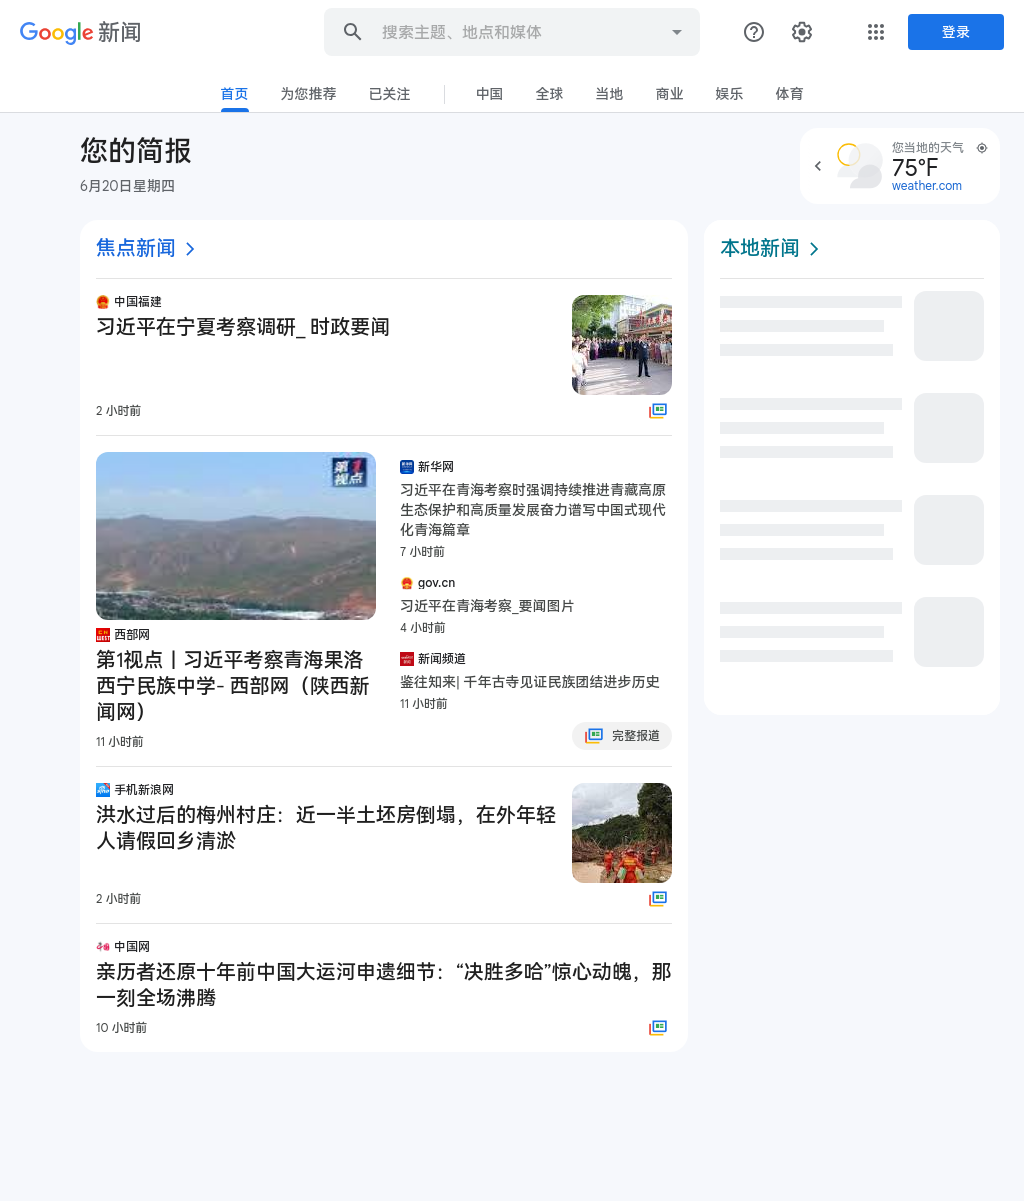 Google 新闻
搜索主题、地点和媒体
登录
首页 为您推荐 已关注 中国 全球 当地 商业 娱乐 体育
您的简报
6月20日星期四
您当地的天气
75°F
weather.com
焦点新闻
中国福建
习近平在宁夏考察调研_ 时政要闻
2 小时前
第1视点
西部网
第1视点丨习近平考察青海果洛
西宁民族中学- 西部网（陕西新
闻网）
11 小时前
新华网
习近平在青海考察时强调持续推进青藏高原
生态保护和高质量发展奋力谱写中国式现代
化青海篇章
7 小时前
gov.cn
习近平在青海考察_要闻图片
4 小时前
新闻频道
鉴往知来| 千年古寺见证民族团结进步历史
11 小时前
完整报道
手机新浪网
洪水过后的梅州村庄：近一半土坯房倒塌，在外年轻
人请假回乡清淤
2 小时前
中国网
亲历者还原十年前中国大运河申遗细节：“决胜多哈”惊心动魄，那
一刻全场沸腾
10 小时前
本地新闻